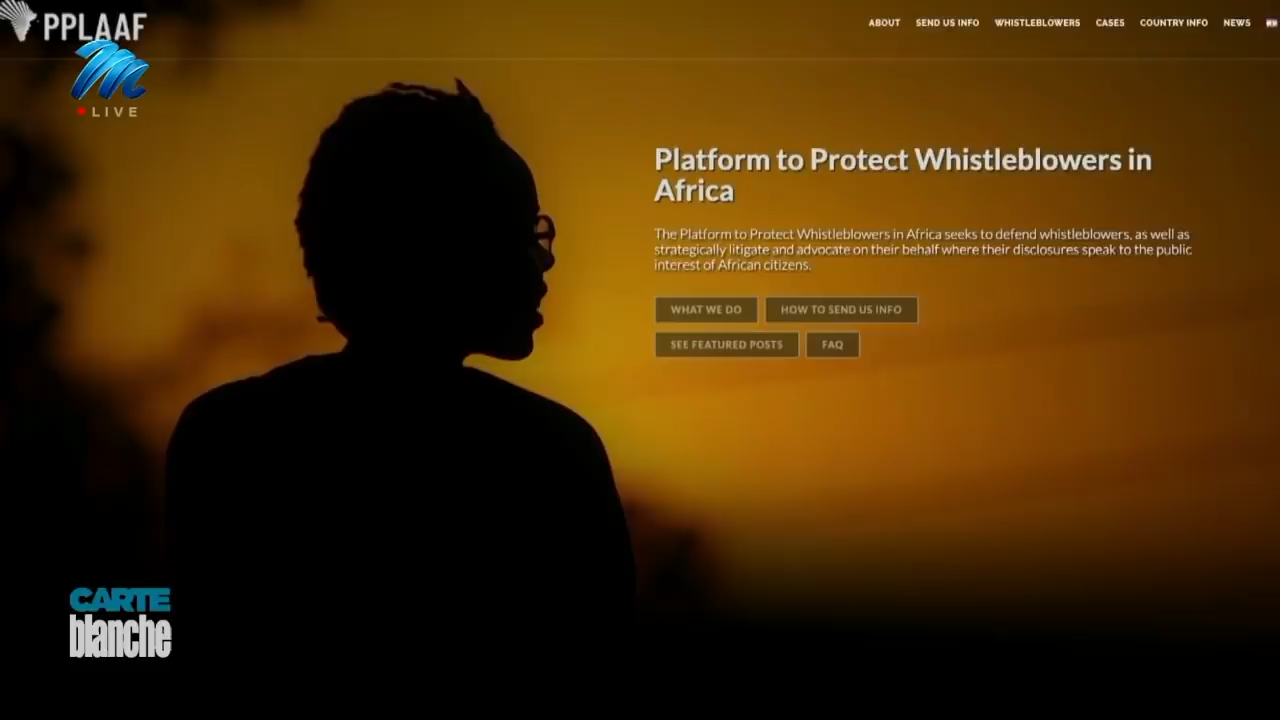 PPLAAF
ABOUT SEND US INFO WHISTLEBLOWERS CASES COUNTRY INFO NEWS
LIVE
Platform to Protect Whistleblowers in
Africa
The Platform to Protect Whistleblowers in Africa seeks to defend whistleblowers, as well as
strategically litigate and advocate on their behalf where their disclosures speak to the public
interest of African citizens.
WHAT WE DO HOW TO SEND US INFO
SEE FEATURED POSTS FAQ
CARTE
blanche